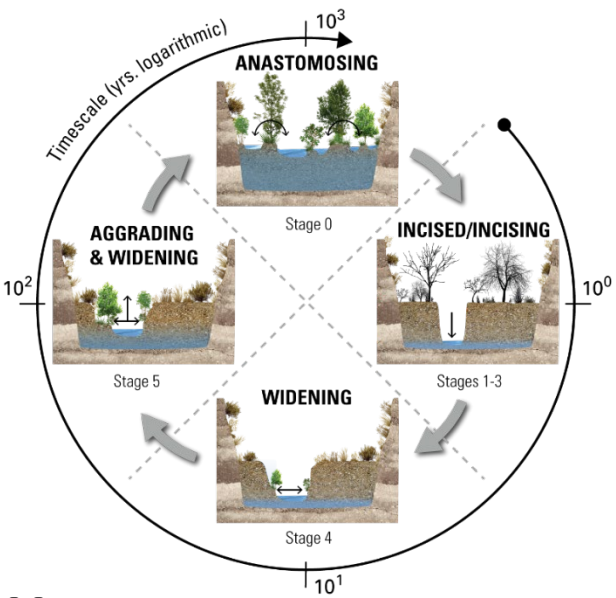 10³
Timescale (yrs. logarithmic)
ANASTOMOSING
Stage 0
AGGRADING
& WIDENING
INCISED/INCISING
10²
10⁰
Stage 5
Stages 1-3
WIDENING
Stage 4
10¹